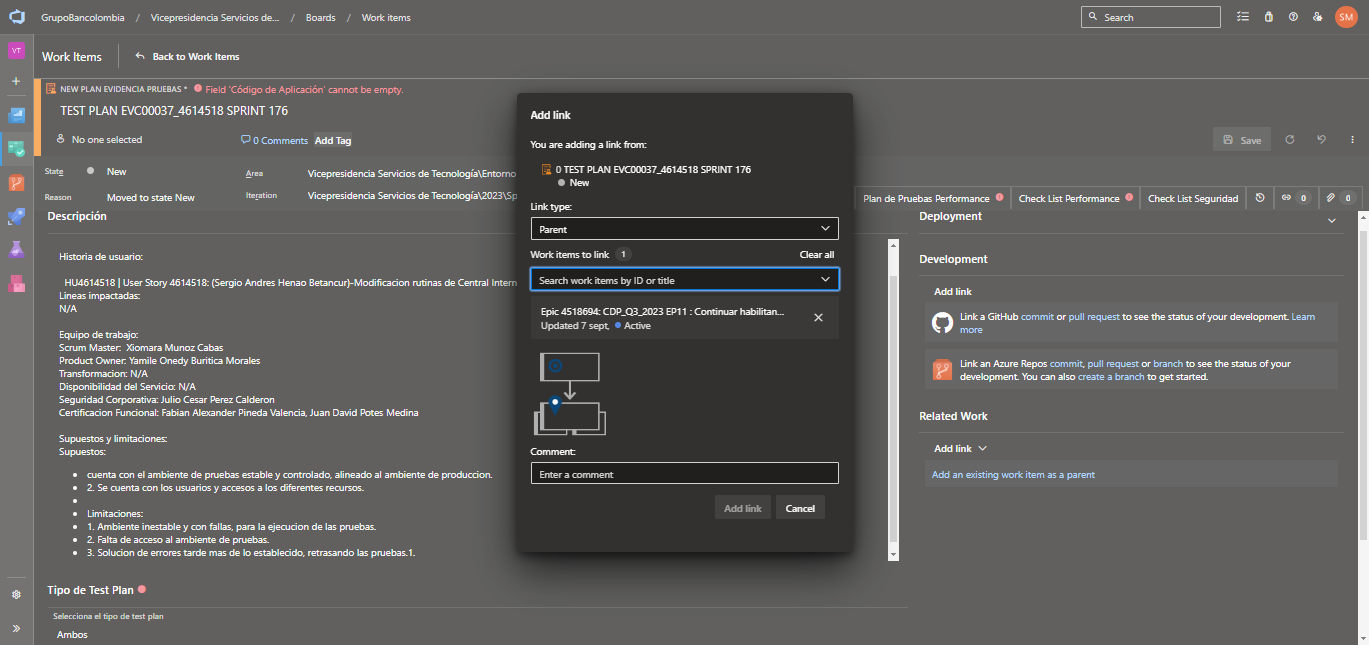 GrupoBancolombia / Vicepresidencia Servicios de... / Boards / Work items
Search
SM
VT
Work Items
Back to Work Items
NEW PLAN EVIDENCIA PRUEBAS * Field 'Código de Aplicación' cannot be empty.
TEST PLAN EVC00037_4614518 SPRINT 176
No one selected
0 Comments
Add Tag
Save
State
New
Area
Vicepresidencia Servicios de Tecnología\Entorno
Reason
Moved to state New
Iteration
Vicepresidencia Servicios de Tecnología\2023\Sp
Plan de Pruebas Performance
Check List Performance
Check List Seguridad
0
0
Descripción
Historia de usuario:
HU4614518 | User Story 4614518: (Sergio Andres Henao Betancur)-Modificacion rutinas de Central Intern
Lineas impactadas:
N/A
Equipo de trabajo:
Scrum Master: Xiomara Munoz Cabas
Product Owner: Yamile Onedy Buritica Morales
Transformacion: N/A
Disponibilidad del Servicio: N/A
Seguridad Corporativa: Julio Cesar Perez Calderon
Certificacion Funcional: Fabian Alexander Pineda Valencia, Juan David Potes Medina
Supuestos y limitaciones:
Supuestos:
cuenta con el ambiente de pruebas estable y controlado, alineado al ambiente de produccion.
2. Se cuenta con los usuarios y accesos a los diferentes recursos.
Limitaciones:
1. Ambiente inestable y con fallas, para la ejecucion de las pruebas.
2. Falta de acceso al ambiente de pruebas.
3. Solucion de errores tarde mas de lo establecido, retrasando las pruebas.1.
Tipo de Test Plan
Selecciona el tipo de test plan
Ambos
Add link
You are adding a link from:
0 TEST PLAN EVC00037_4614518 SPRINT 176
New
Link type:
Parent
Work items to link 1
Clear all
Search work items by ID or title
Epic 4518694: CDP_Q3_2023 EP11 : Continuar habilitan...
Updated 7 sept, Active
Comment:
Enter a comment
Add link
Cancel
Deployment
Development
Add link
Link a GitHub commit or pull request to see the status of your development. Learn
more
Link an Azure Repos commit, pull request or branch to see the status of your
development. You can also create a branch to get started.
Related Work
Add link
Add an existing work item as a parent